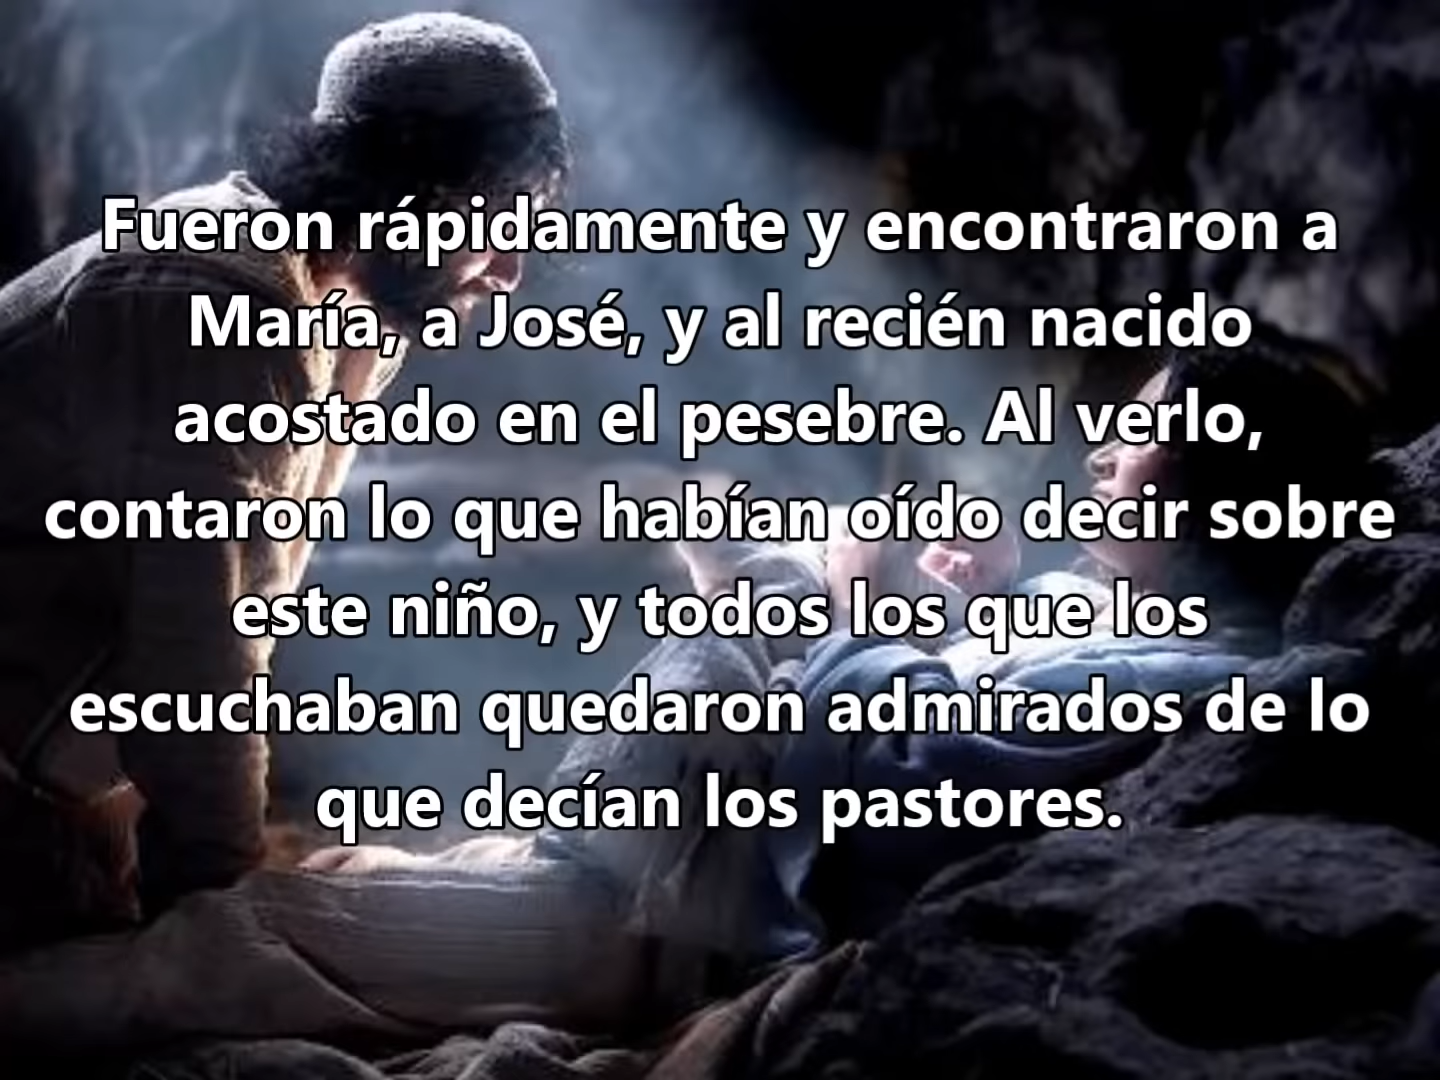 Fueron rápidamente y encontraron a
María, a José, y al recién nacido
acostado en el pesebre. Al verlo,
contaron lo que habían oído decir sobre
este niño, y todos los que los
escuchaban quedaron admirados de lo
que decían los pastores.